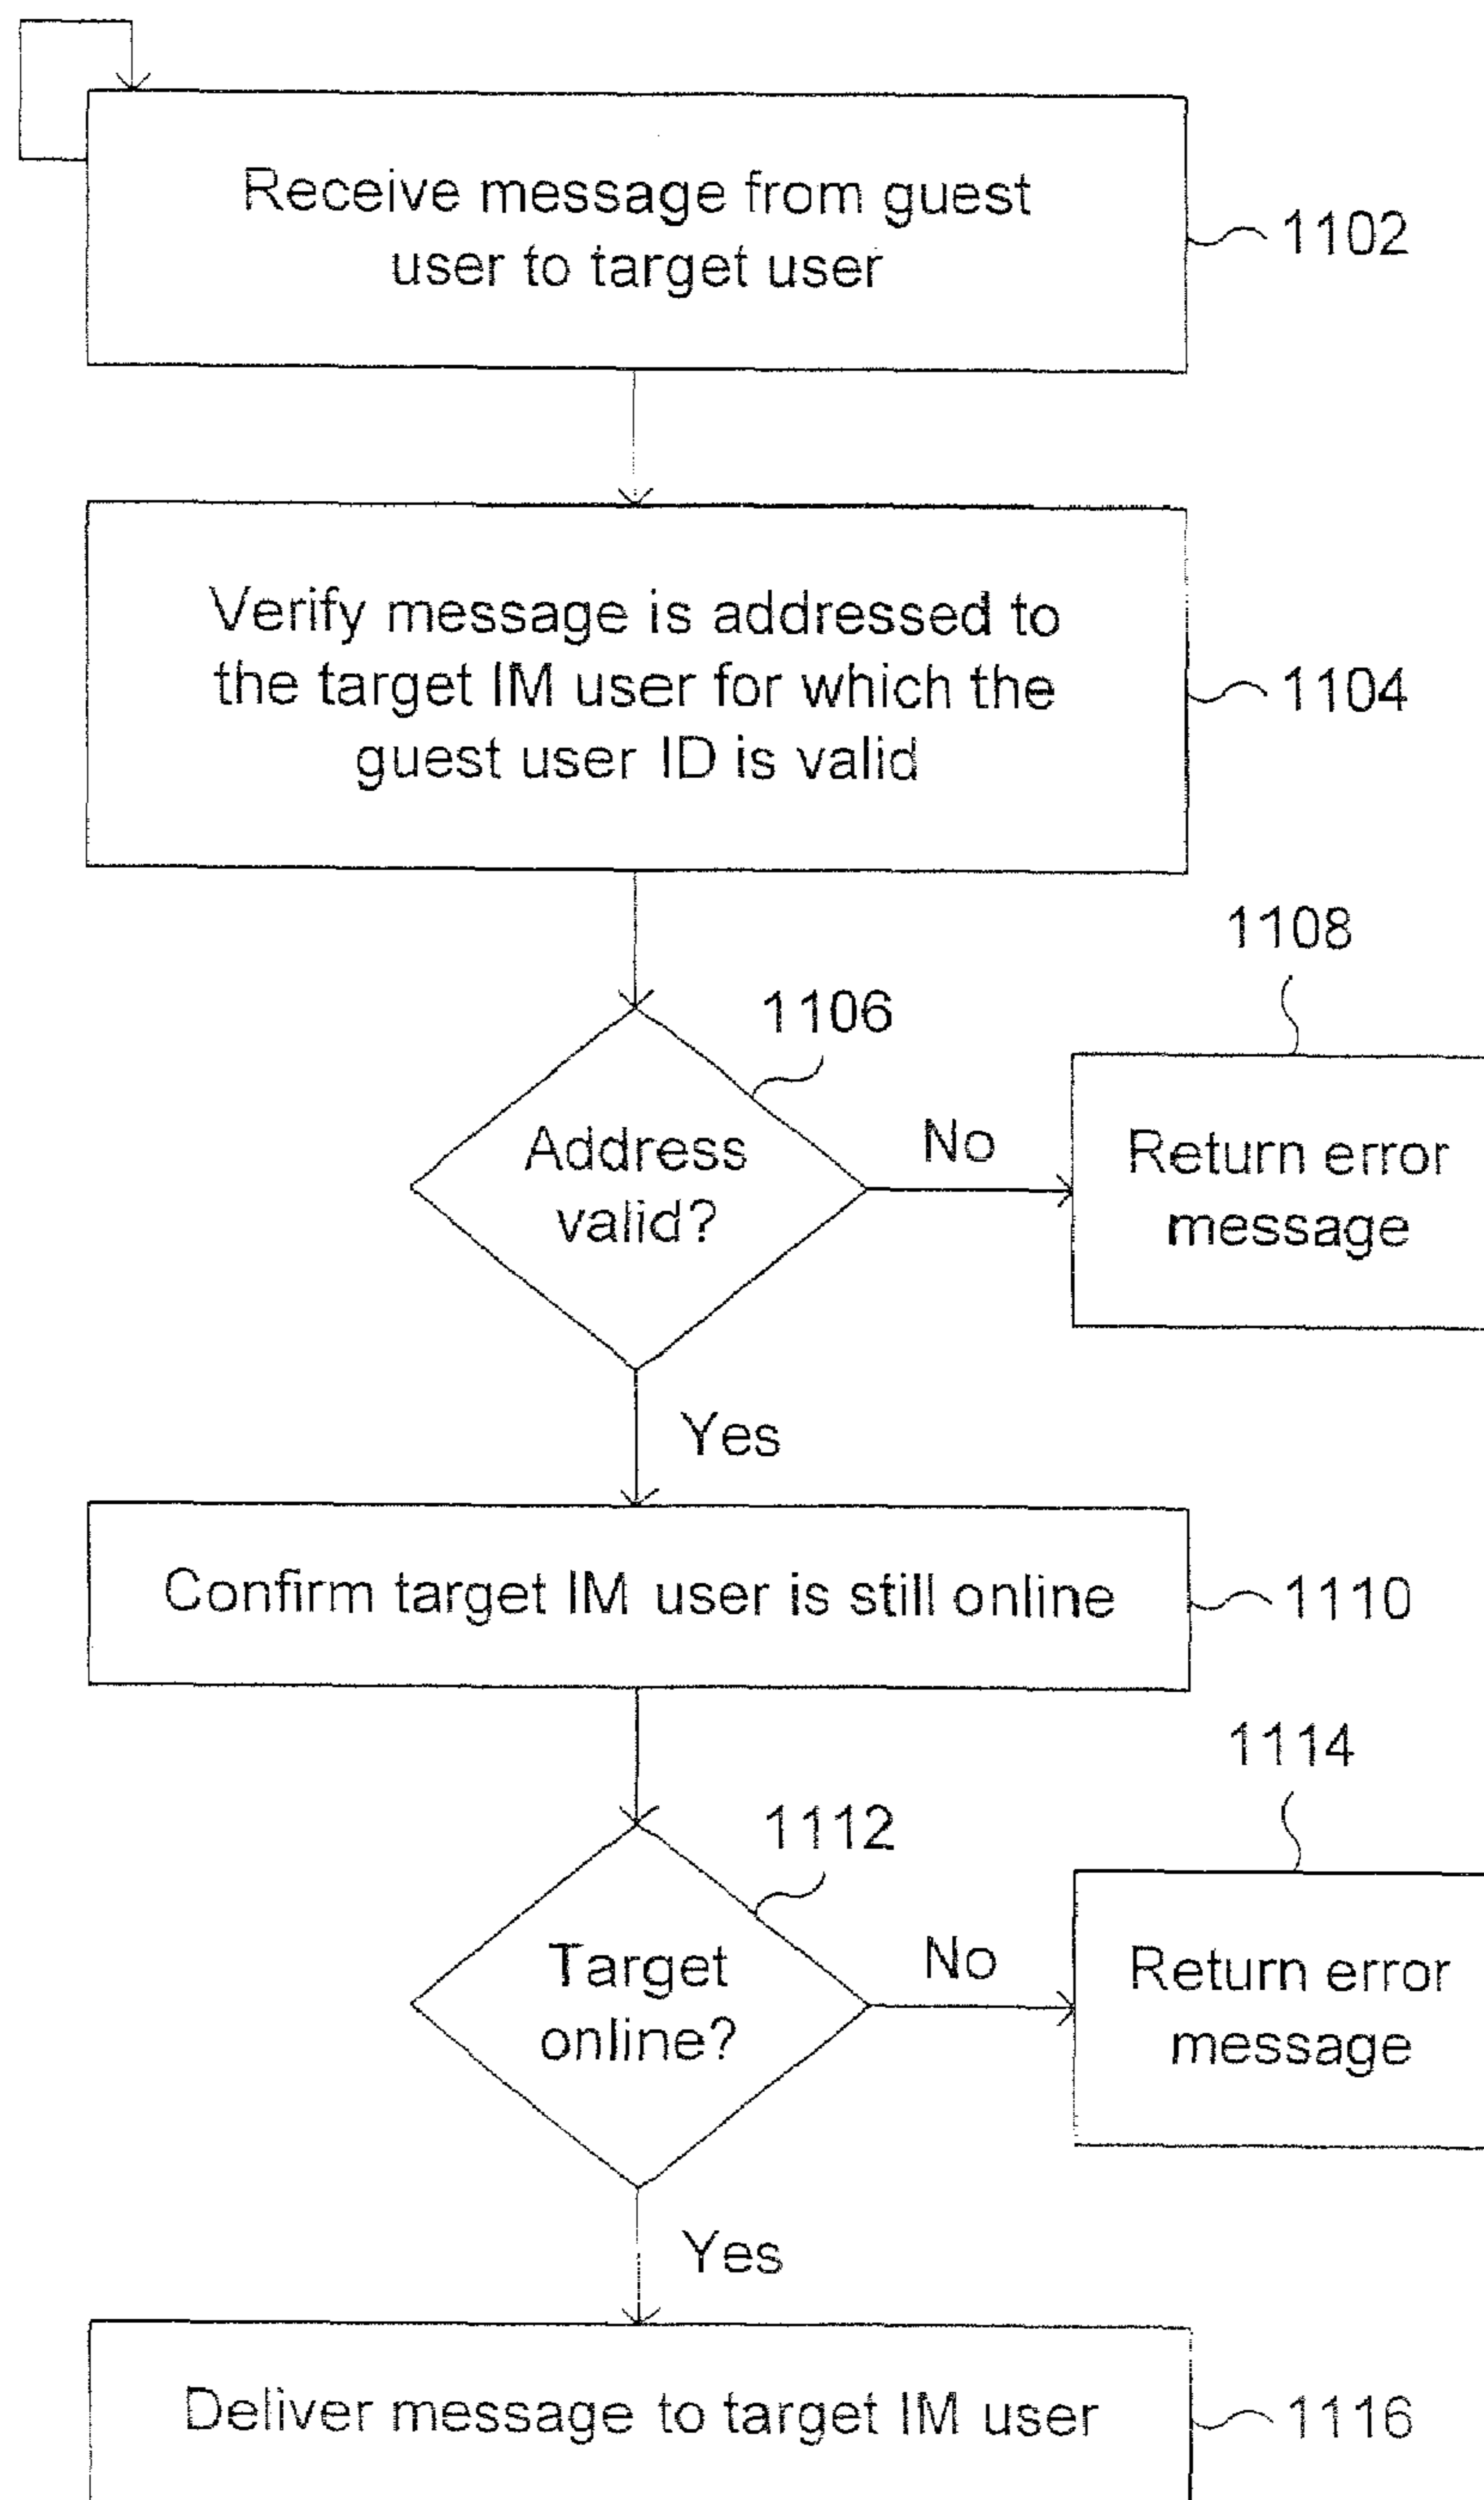 Receive message from guest
user to target user
1102
Verify message is addressed to
the target IM user for which the
guest user ID is valid
1104
1108
1106
Address
valid?
No
Return error
message
Yes
Confirm target IM user is still online
1110
1114
1112
Target
online?
No
Return error
message
Yes
Deliver message to target IM user
1116